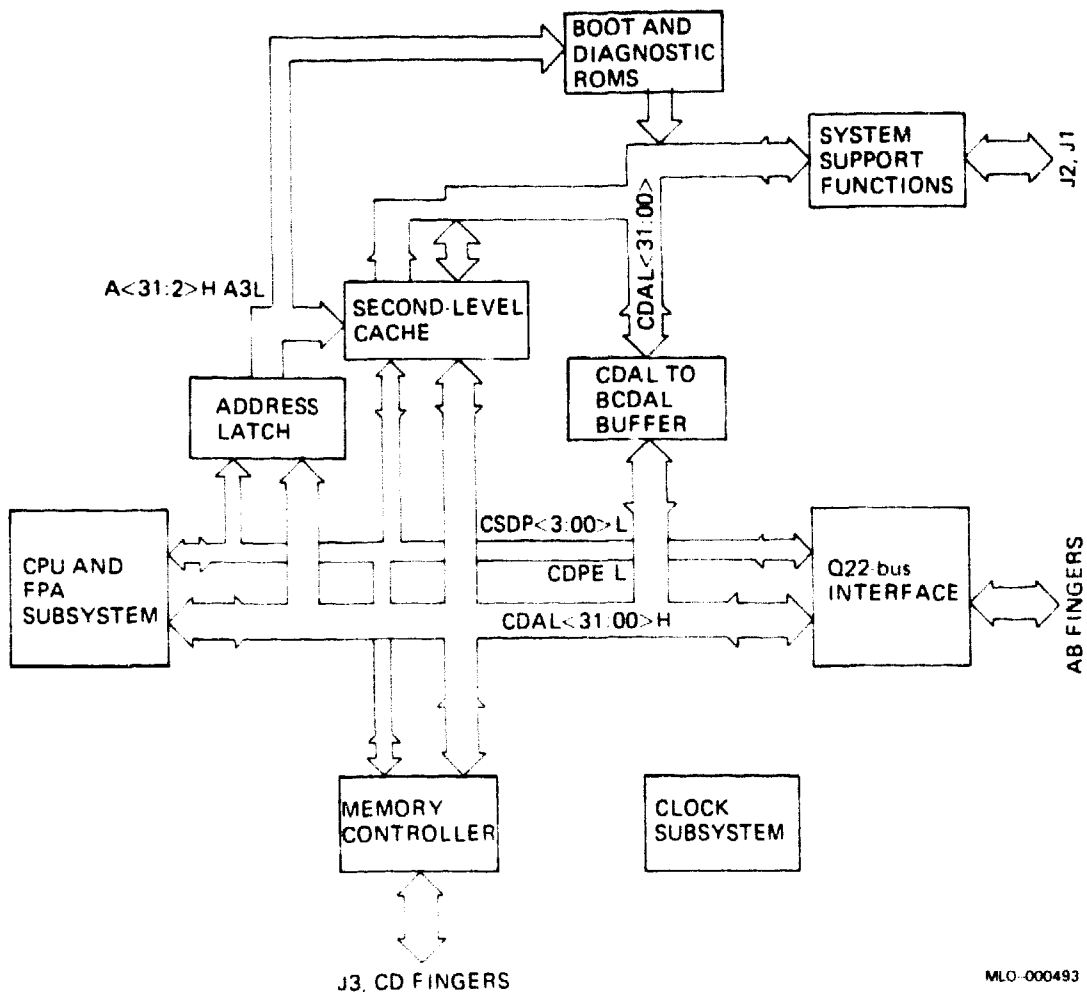 BOOT AND
DIAGNOSTIC
ROMS
SYSTEM
SUPPORT
FUNCTIONS
J2, J1
CDAL<31:00>
A<31:2>H A3L
SECOND-LEVEL
CACHE
CDAL TO
BCDAL
BUFFER
ADDRESS
LATCH
CSDP<3:00>L
CPU AND
FPA
SUBSYSTEM
CDPE L
Q22-bus
INTERFACE
AB FINGERS
CDAL<31:00>H
MEMORY
CONTROLLER
CLOCK
SUBSYSTEM
J3, CD FINGERS
MLO-000493